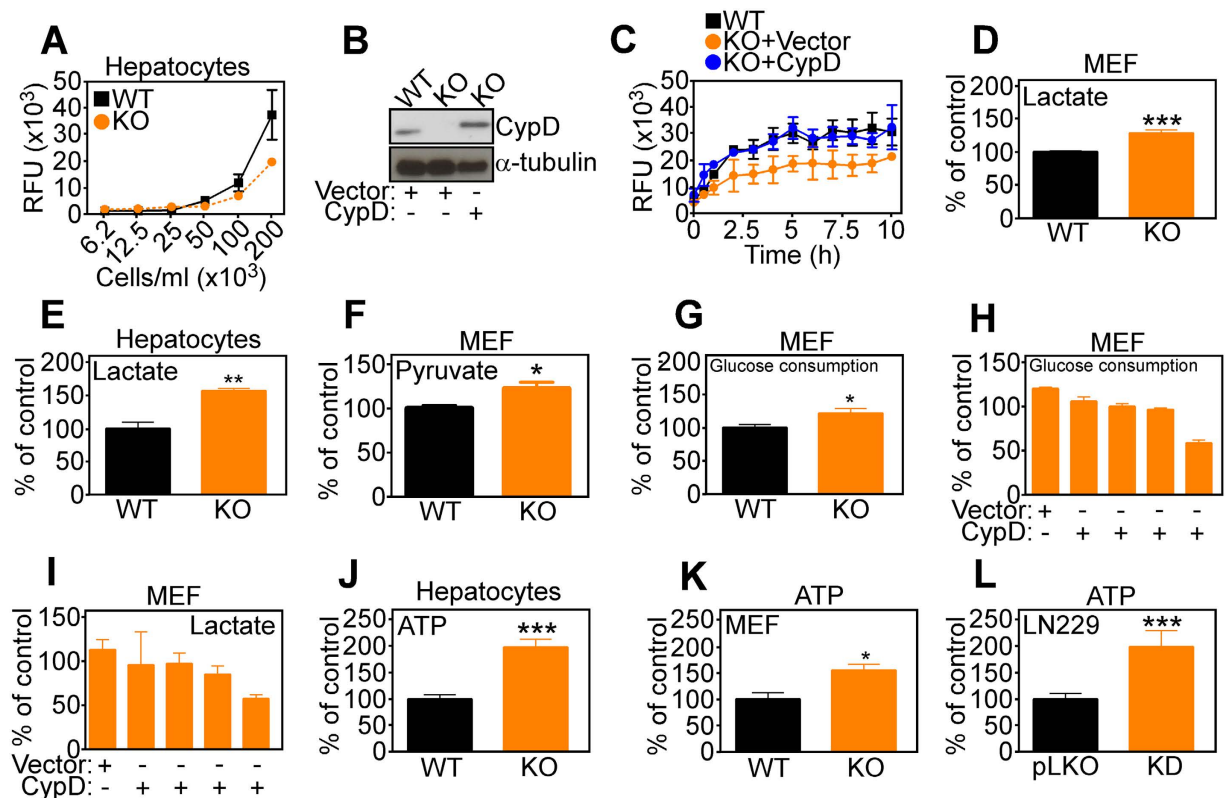 A
Hepatocytes
RFU (x10³)
50
40
30
20
10
0
WT
KO
6.2
12.5
25
50
100
200
Cells/ml (x10³)
B
WT
KO
KO
CypD
α-tubulin
Vector: + + -
CypD: - - +
C
WT
KO+Vector
KO+CypD
RFU (x10³)
50
40
30
20
10
0
0 2.5 5 7.5 10
Time (h)
D
MEF
Lactate
% of control
200
150
100
50
0
***
WT KO
E
Hepatocytes
Lactate
% of control
200
150
100
50
0
**
WT KO
F
MEF
Pyruvate
% of control
150
100
50
0
*
WT KO
G
MEF
Glucose consumption
% of control
200
150
100
50
0
*
WT KO
H
MEF
Glucose consumption
% of control
150
100
50
0
Vector: + - - - -
CypD: - + + + +
I
MEF
Lactate
% of control
150
100
50
0
Vector: + - - - -
CypD: - + + + +
J
Hepatocytes
ATP
% of control
250
200
150
100
50
0
***
WT KO
K
ATP
MEF
% of control
250
200
150
100
50
0
*
WT KO
L
ATP
LN229
% of control
250
200
150
100
50
0
***
pLKO KD